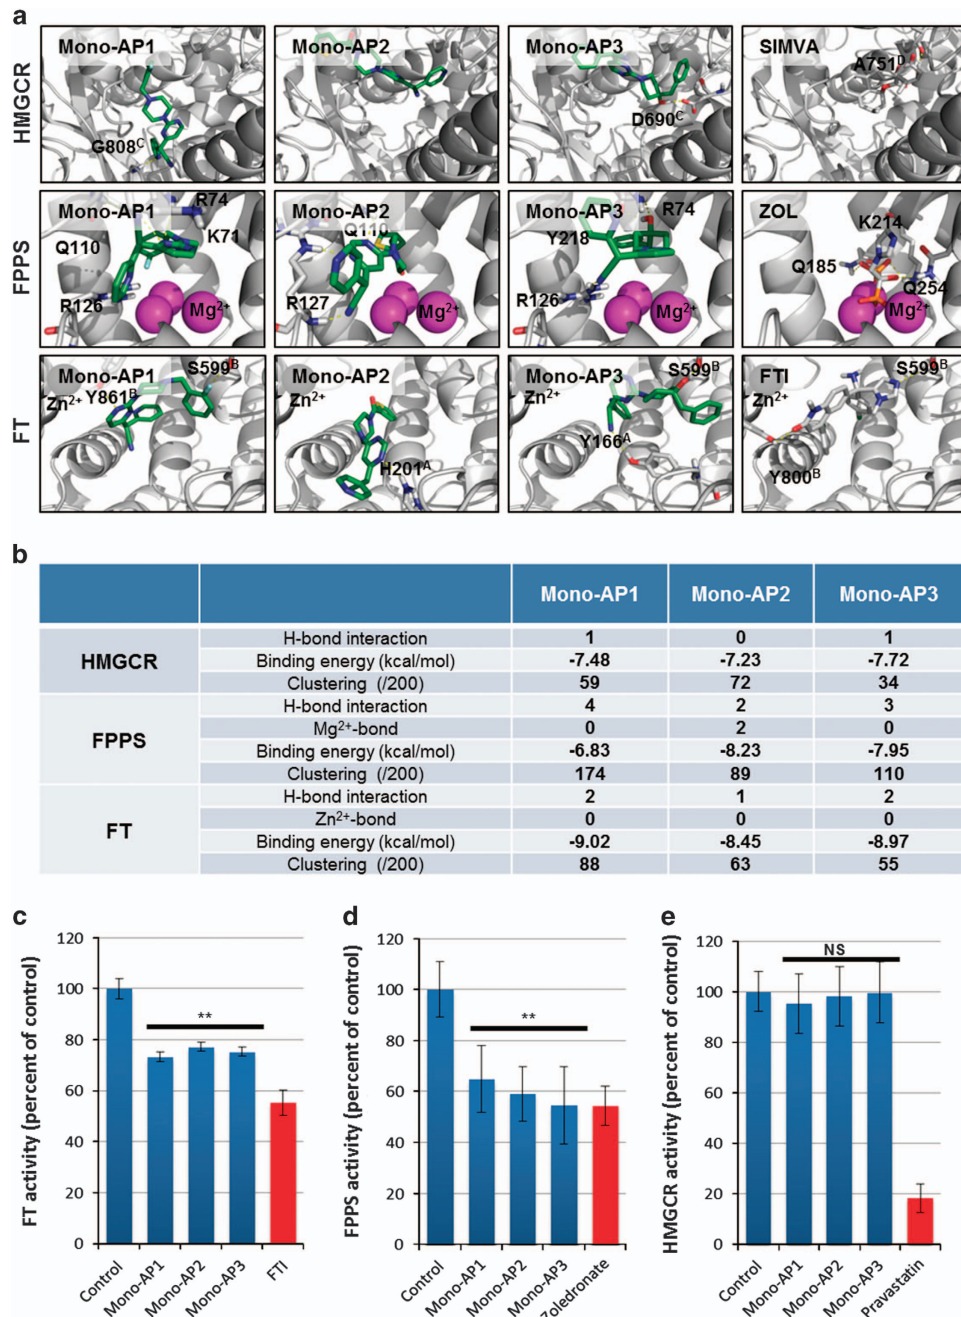 a
HMGCR
Mono-AP1
G808C
Mono-AP2
Mono-AP3
D690C
SIMVA
A751D
FPPS
Mono-AP1
R74
K71
Q110
R126
Mono-AP2
Q110
R127
Mg2+
Mono-AP3
R74
Y218
R126
Mg2+
ZOL
K214
Q185
Q254
Mg2+
FT
Mono-AP1
S599B
Y861B
Zn2+
Mono-AP2
Zn2+
H201A
Mono-AP3
S599B
Zn2+
Y166A
FTI
S599B
Zn2+
Y800B
b
Mono-AP1 Mono-AP2 Mono-AP3
HMGCR
H-bond interaction 1 0 1
Binding energy (kcal/mol) -7.48 -7.23 -7.72
Clustering (/200) 59 72 34
FPPS
H-bond interaction 4 2 3
Mg2+-bond 0 2 0
Binding energy (kcal/mol) -6.83 -8.23 -7.95
Clustering (/200) 174 89 110
FT
H-bond interaction 2 1 2
Zn2+-bond 0 0 0
Binding energy (kcal/mol) -9.02 -8.45 -8.97
Clustering (/200) 88 63 55
c
FT activity (percent of control)
120
100
80
60
40
20
0
**
Control
Mono-AP1
Mono-AP2
Mono-AP3
FTI
d
FPPS activity (percent of control)
120
100
80
60
40
20
0
**
Control
Mono-AP1
Mono-AP2
Mono-AP3
Zoledronate
e
HMGCR activity (percent of control)
120
100
80
60
40
20
0
NS
Control
Mono-AP1
Mono-AP2
Mono-AP3
Pravastatin